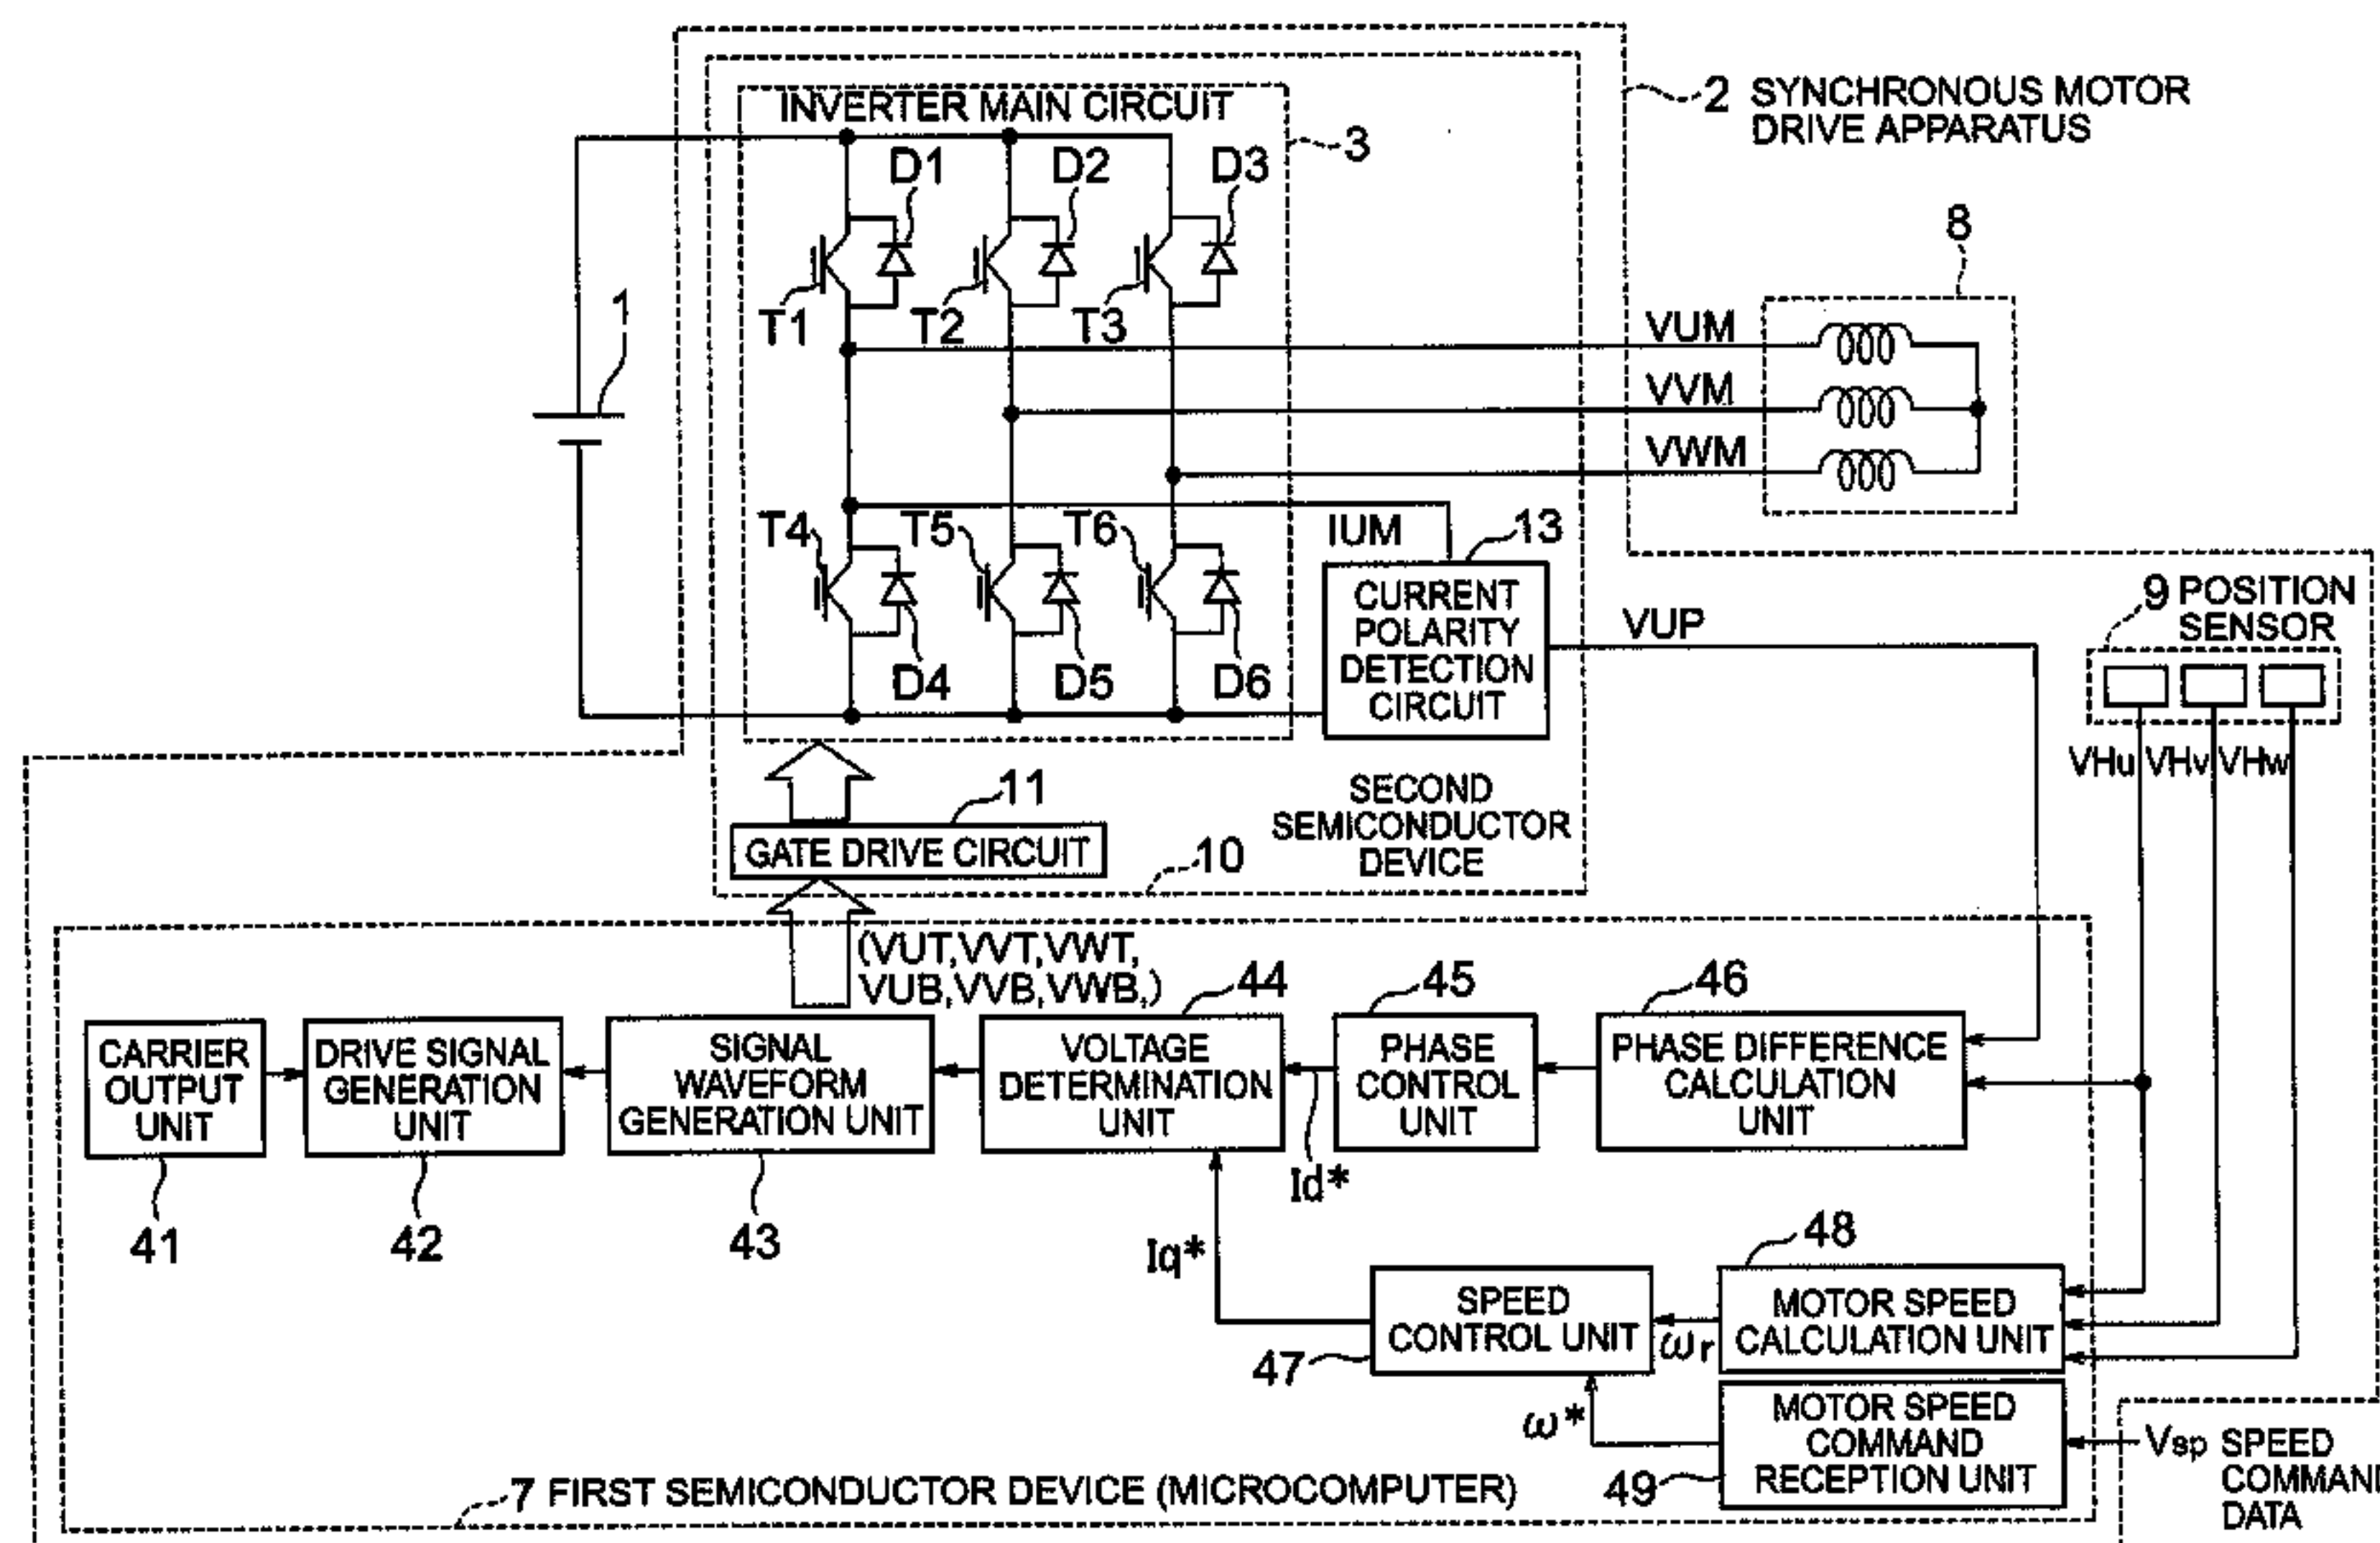 INVERTER MAIN CIRCUIT
2 SYNCHRONOUS MOTOR
DRIVE APPARATUS
3
D1
D2
D3
8
1
T1
T2
T3
VUM
VVM
VWM
T4
T5
T6
IUM
13
CURRENT
POLARITY
DETECTION
CIRCUIT
VUP
9 POSITION
SENSOR
D4
D5
D6
VHu
VHv
VHw
11
SECOND
SEMICONDUCTOR
DEVICE
GATE DRIVE CIRCUIT
10
(VUT,VVT,VWT,
VUB,VVB,VWB,)
44
45
46
CARRIER
OUTPUT
UNIT
DRIVE SIGNAL
GENERATION
UNIT
SIGNAL
WAVEFORM
GENERATION UNIT
VOLTAGE
DETERMINATION
UNIT
PHASE
CONTROL
UNIT
PHASE DIFFERENCE
CALCULATION
UNIT
Id*
41
42
43
Iq*
48
SPEED
CONTROL UNIT
47
ωr
MOTOR SPEED
CALCULATION UNIT
ω*
MOTOR SPEED
COMMAND
RECEPTION UNIT
49
Vsp SPEED
COMMAND
DATA
7 FIRST SEMICONDUCTOR DEVICE (MICROCOMPUTER)